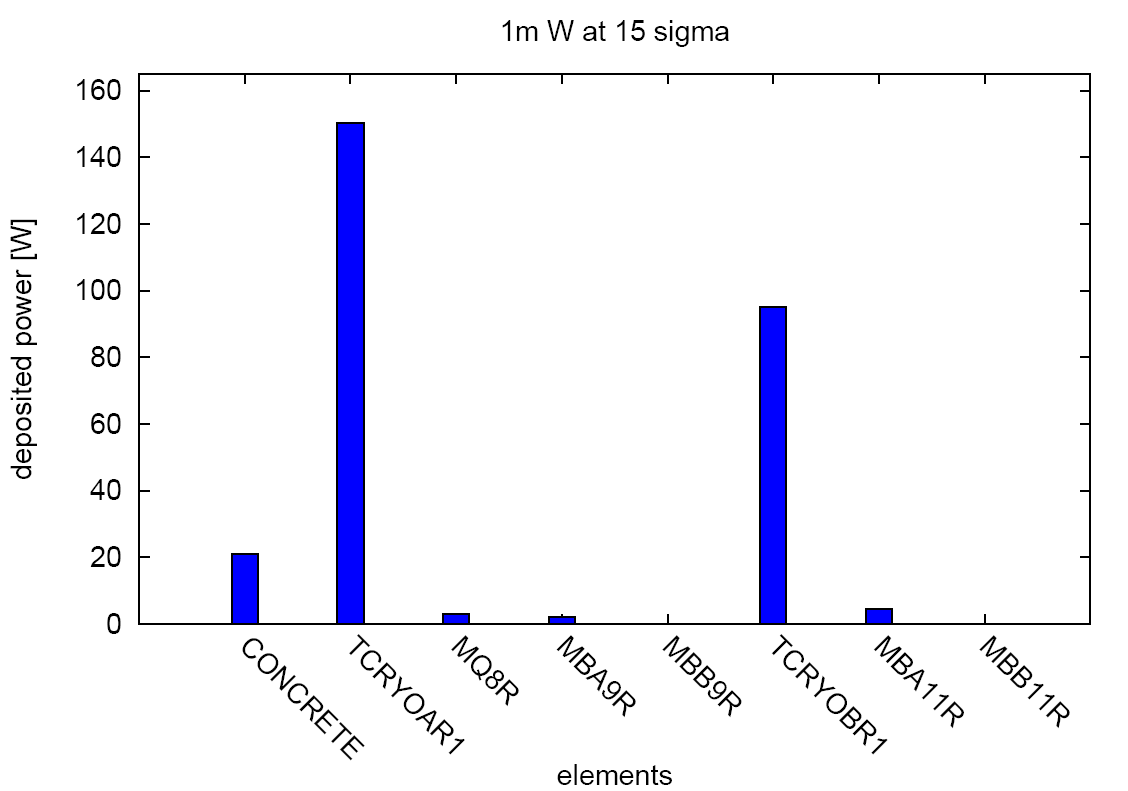 1m W at 15 sigma
deposited power [W]
160
140
120
100
80
60
40
20
0
CONCRETE
TCRYOAR1
MQ8R
MBA9R
MBB9R
TCRYOBR1
MBA11R
MBB11R
elements